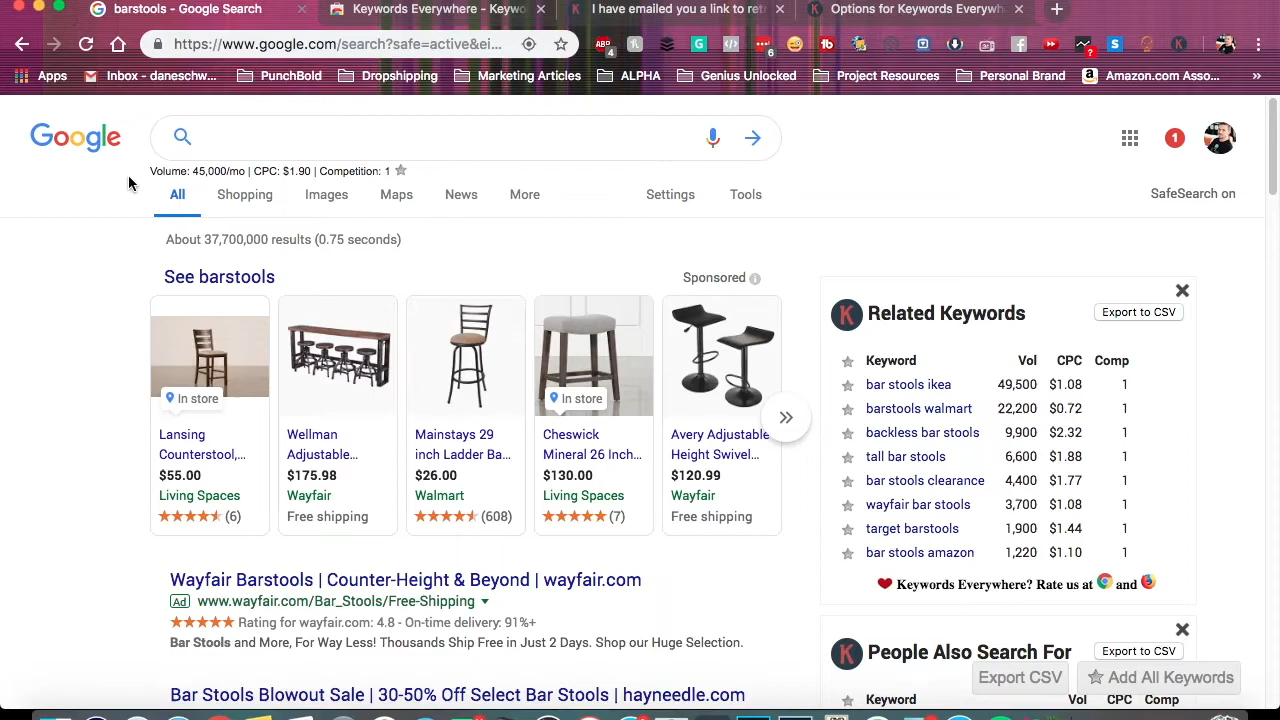 barstools - Google Search
Keywords Everywhere - Keywo
I have emailed you a link to retr
Options for Keywords Everywh
https://www.google.com/search?safe=active&ei...
ABP
4
6
?
Apps
Inbox - daneschw...
PunchBold
Dropshipping
Marketing Articles
ALPHA
Genius Unlocked
Project Resources
Personal Brand
Amazon.com Asso...
»
Google
1
Volume: 45,000/mo | CPC: $1.90 | Competition: 1
All
Shopping
Images
Maps
News
More
Settings
Tools
SafeSearch on
About 37,700,000 results (0.75 seconds)
See barstools
Sponsored
In store
Lansing
Counterstool,...
$55.00
Living Spaces
(6)
Wellman
Adjustable...
$175.98
Wayfair
Free shipping
Mainstays 29
inch Ladder Ba...
$26.00
Walmart
(608)
In store
Cheswick
Mineral 26 Inch...
$130.00
Living Spaces
(7)
Avery Adjustable
Height Swivel...
$120.99
Wayfair
Free shipping
Wayfair Barstools | Counter-Height & Beyond | wayfair.com
Ad www.wayfair.com/Bar_Stools/Free-Shipping
Rating for wayfair.com: 4.8 - On-time delivery: 91%+
Bar Stools and More, For Way Less! Thousands Ship Free in Just 2 Days. Shop our Huge Selection.
Bar Stools Blowout Sale | 30-50% Off Select Bar Stools | hayneedle.com
K Related Keywords
Export to CSV
Keyword Vol CPC Comp
bar stools ikea 49,500 $1.08 1
barstools walmart 22,200 $0.72 1
backless bar stools 9,900 $2.32 1
tall bar stools 6,600 $1.88 1
bar stools clearance 4,400 $1.77 1
wayfair bar stools 3,700 $1.08 1
target barstools 1,900 $1.44 1
bar stools amazon 1,220 $1.10 1
Keywords Everywhere? Rate us at and
K People Also Search For
Export to CSV
Export CSV
Add All Keywords
Keyword Vol CPC Comp